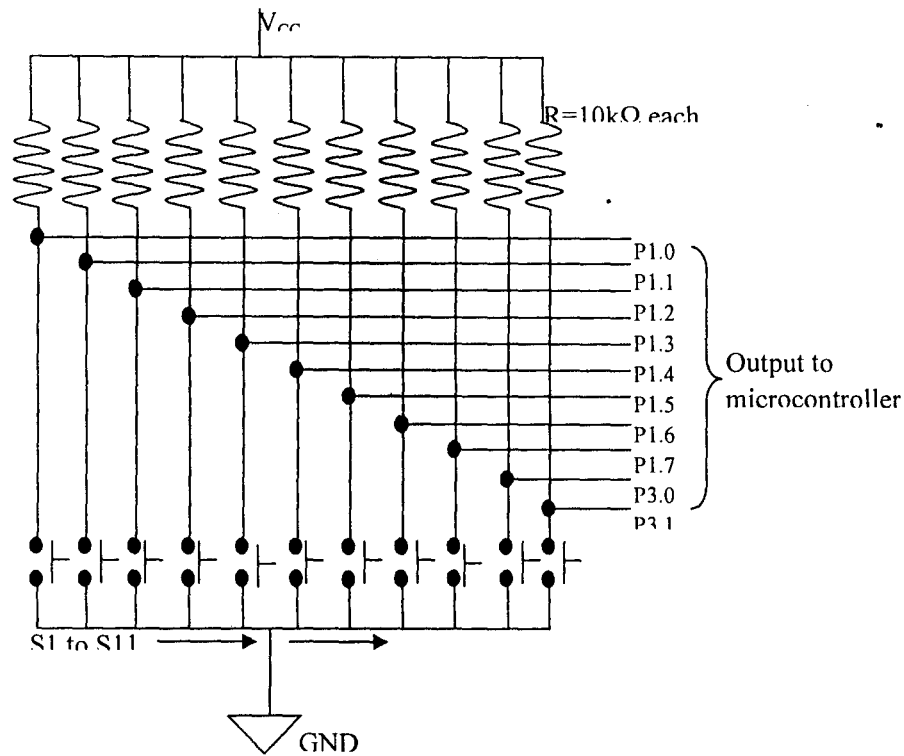 VCC
R=10kΩ each
P1.0
P1.1
P1.2
P1.3
P1.4
P1.5
P1.6
P1.7
P3.0
P3.1
Output to
microcontroller
S1 to S11
GND